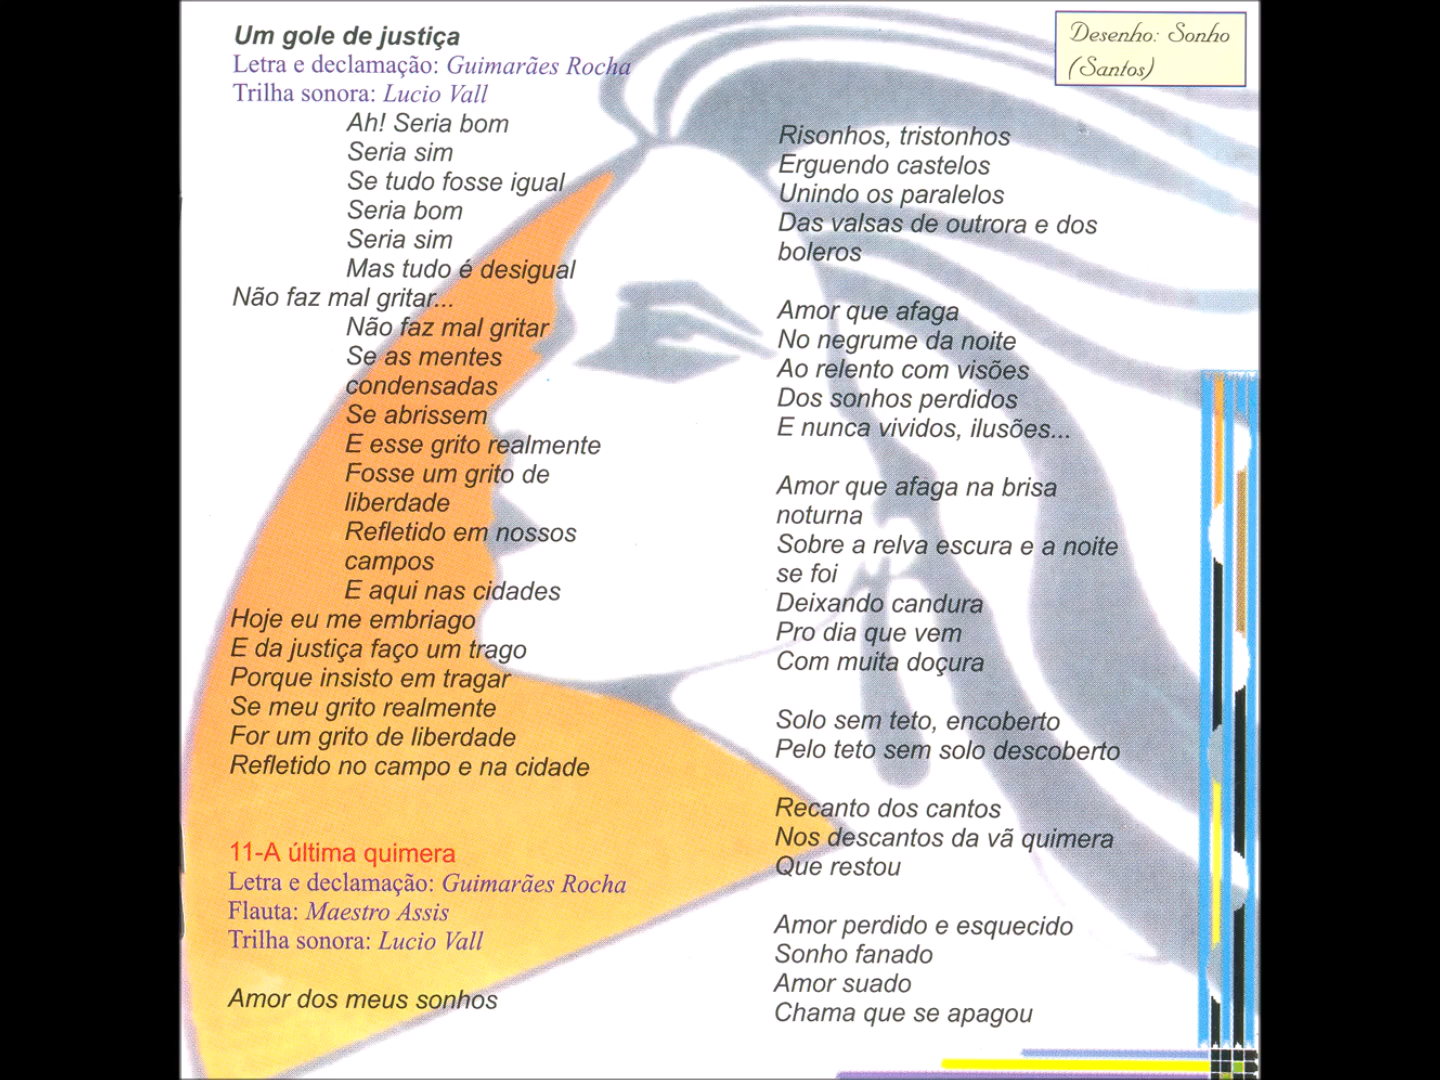 Um gole de justiça
Letra e declamação: Guimarães Rocha
Trilha sonora: Lucio Vall
Ah! Seria bom
Seria sim
Se tudo fosse igual
Seria bom
Seria sim
Mas tudo é desigual
Não faz mal gritar...
Não faz mal gritar
Se as mentes
condensadas
Se abrissem
E esse grito realmente
Fosse um grito de
liberdade
Refletido em nossos
campos
E aqui nas cidades
Hoje eu me embriago
E da justiça faço um trago
Porque insisto em tragar
Se meu grito realmente
For um grito de liberdade
Refletido no campo e na cidade
11-A última quimera
Letra e declamação: Guimarães Rocha
Flauta: Maestro Assis
Trilha sonora: Lucio Vall
Amor dos meus sonhos
Desenho: Sonho
(Santos)
Risonhos, tristonhos
Erguendo castelos
Unindo os paralelos
Das valsas de outrora e dos
boleros
Amor que afaga
No negrume da noite
Ao relento com visões
Dos sonhos perdidos
E nunca vividos, ilusões...
Amor que afaga na brisa
noturna
Sobre a relva escura e a noite
se foi
Deixando candura
Pro dia que vem
Com muita doçura
Solo sem teto, encoberto
Pelo teto sem solo descoberto
Recanto dos cantos
Nos descantos da vã quimera
Que restou
Amor perdido e esquecido
Sonho fanado
Amor suado
Chama que se apagou